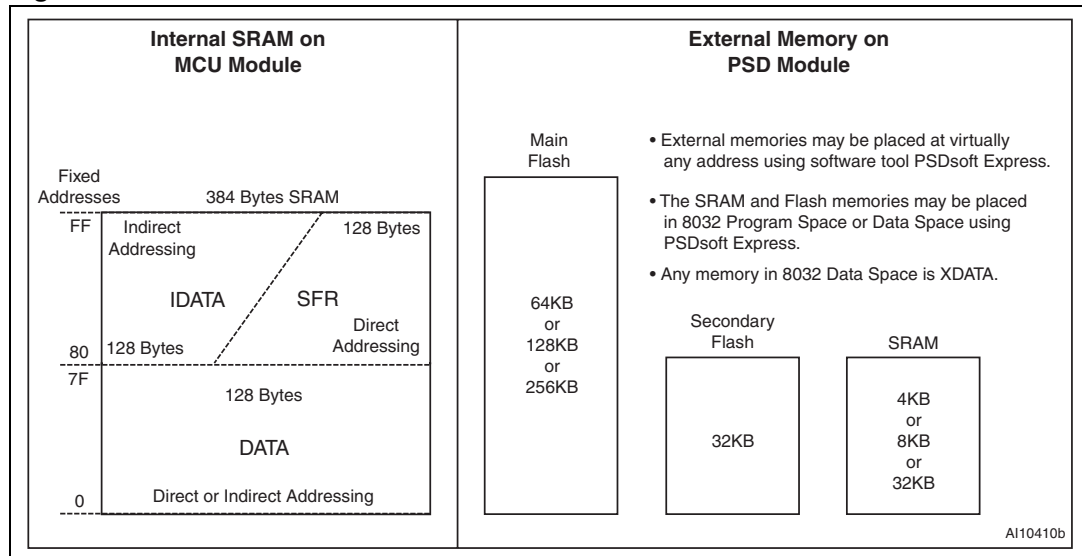 Internal SRAM on
MCU Module
Fixed
Addresses
384 Bytes SRAM
FF
Indirect
Addressing
128 Bytes
IDATA
SFR
Direct
Addressing
128 Bytes
80
7F
128 Bytes
DATA
Direct or Indirect Addressing
0
External Memory on
PSD Module
Main
Flash
64KB
or
128KB
or
256KB
• External memories may be placed at virtually
any address using software tool PSDsoft Express.
• The SRAM and Flash memories may be placed
in 8032 Program Space or Data Space using
PSDsoft Express.
• Any memory in 8032 Data Space is XDATA.
Secondary
Flash
32KB
SRAM
4KB
or
8KB
or
32KB
AI10410b